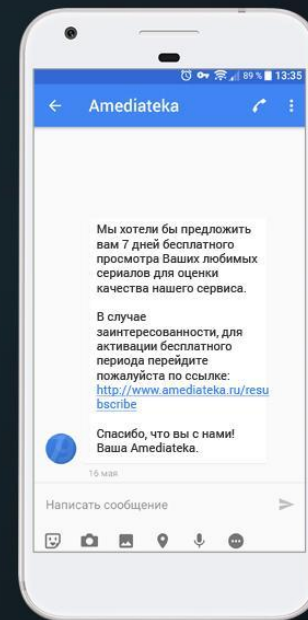 89 % 13:35
Amediateka
Мы хотели бы предложить
вам 7 дней бесплатного
просмотра Ваших любимых
сериалов для оценки
качества нашего сервиса.
В случае
заинтересованности, для
активации бесплатного
периода перейдите
пожалуйста по ссылке:
http://www.amediateka.ru/resu
bscribe
Спасибо, что вы с нами!
Ваша Amediateka.
16 мая
Написать сообщение